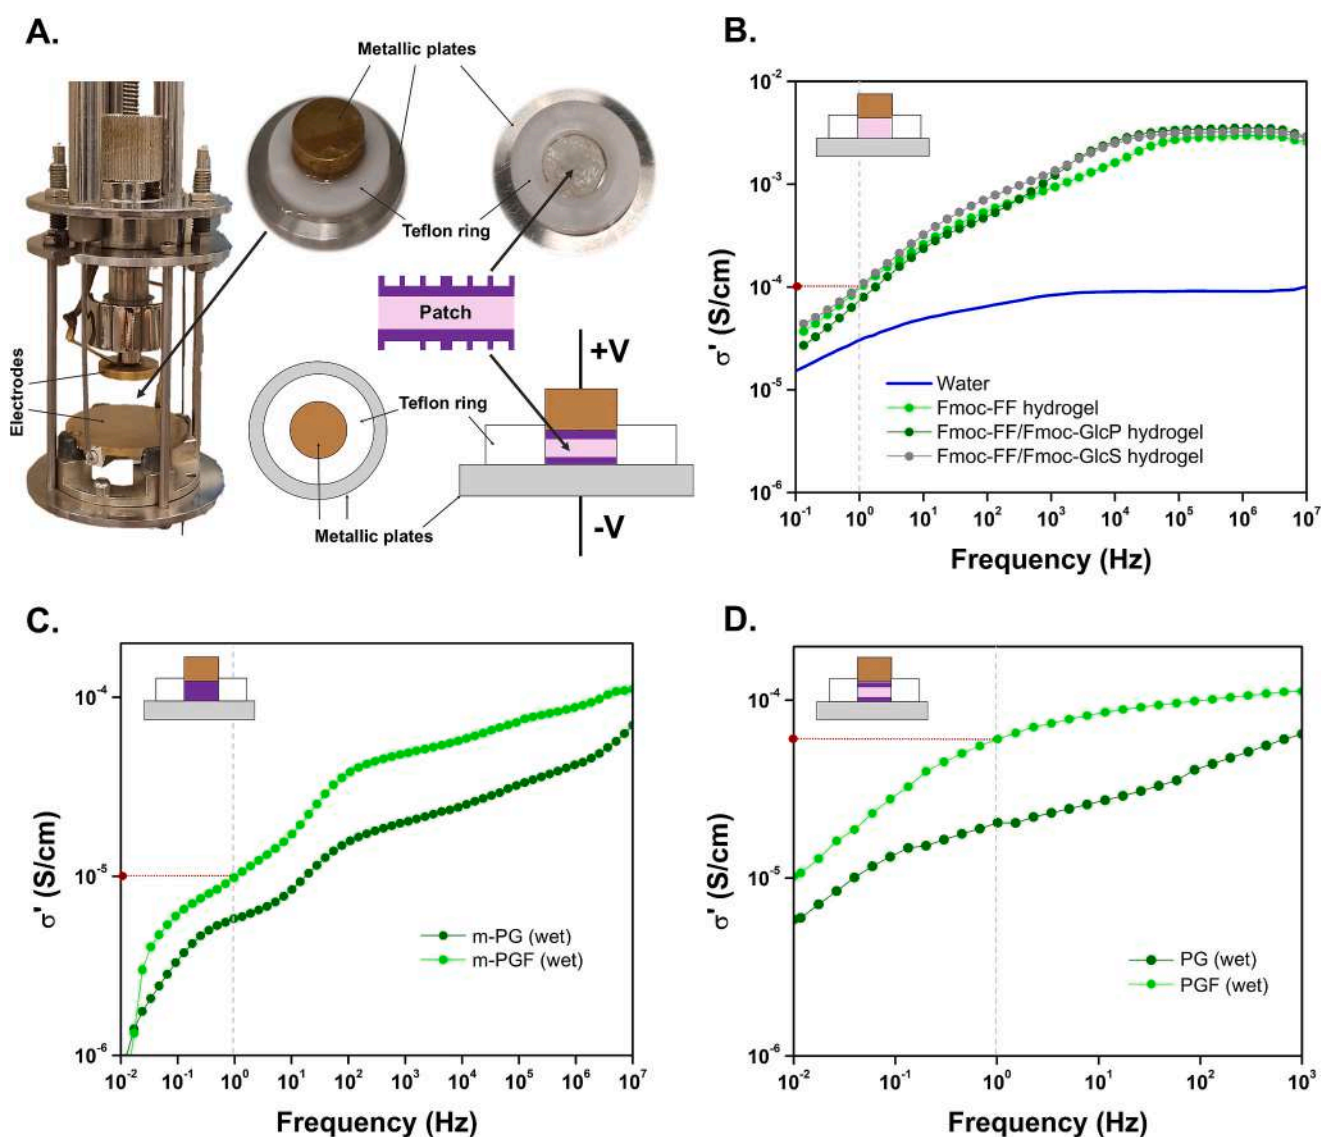 A.
Metallic plates
Teflon ring
Electrodes
Patch
+V
Teflon ring
Metallic plates
-V
B.
10⁻²
10⁻³
10⁻⁴
10⁻⁵
10⁻⁶
σ' (S/cm)
Water
Fmoc-FF hydrogel
Fmoc-FF/Fmoc-GlcP hydrogel
Fmoc-FF/Fmoc-GlcS hydrogel
10⁻¹ 10⁰ 10¹ 10² 10³ 10⁴ 10⁵ 10⁶ 10⁷
Frequency (Hz)
C.
10⁻⁴
10⁻⁵
10⁻⁶
σ' (S/cm)
m-PG (wet)
m-PGF (wet)
10⁻² 10⁻¹ 10⁰ 10¹ 10² 10³ 10⁴ 10⁵ 10⁶ 10⁷
Frequency (Hz)
D.
10⁻⁴
10⁻⁵
10⁻⁶
σ' (S/cm)
PG (wet)
PGF (wet)
10⁻² 10⁻¹ 10⁰ 10¹ 10² 10³
Frequency (Hz)